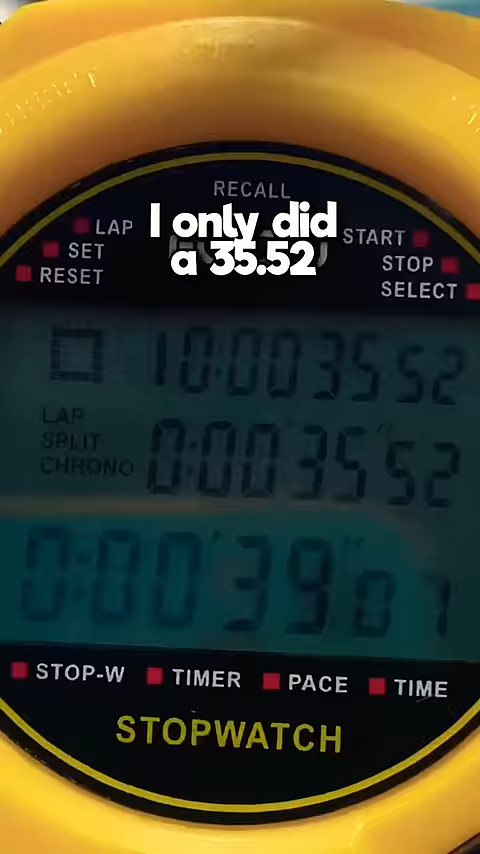 RECALL
LAP
SET
RESET
I only did
a 35.52
START
STOP
SELECT
10:00'35"52
LAP
SPLIT
CHRONO
0:00'35"52
0:00'39"07
STOP-W
TIMER
PACE
TIME
STOPWATCH